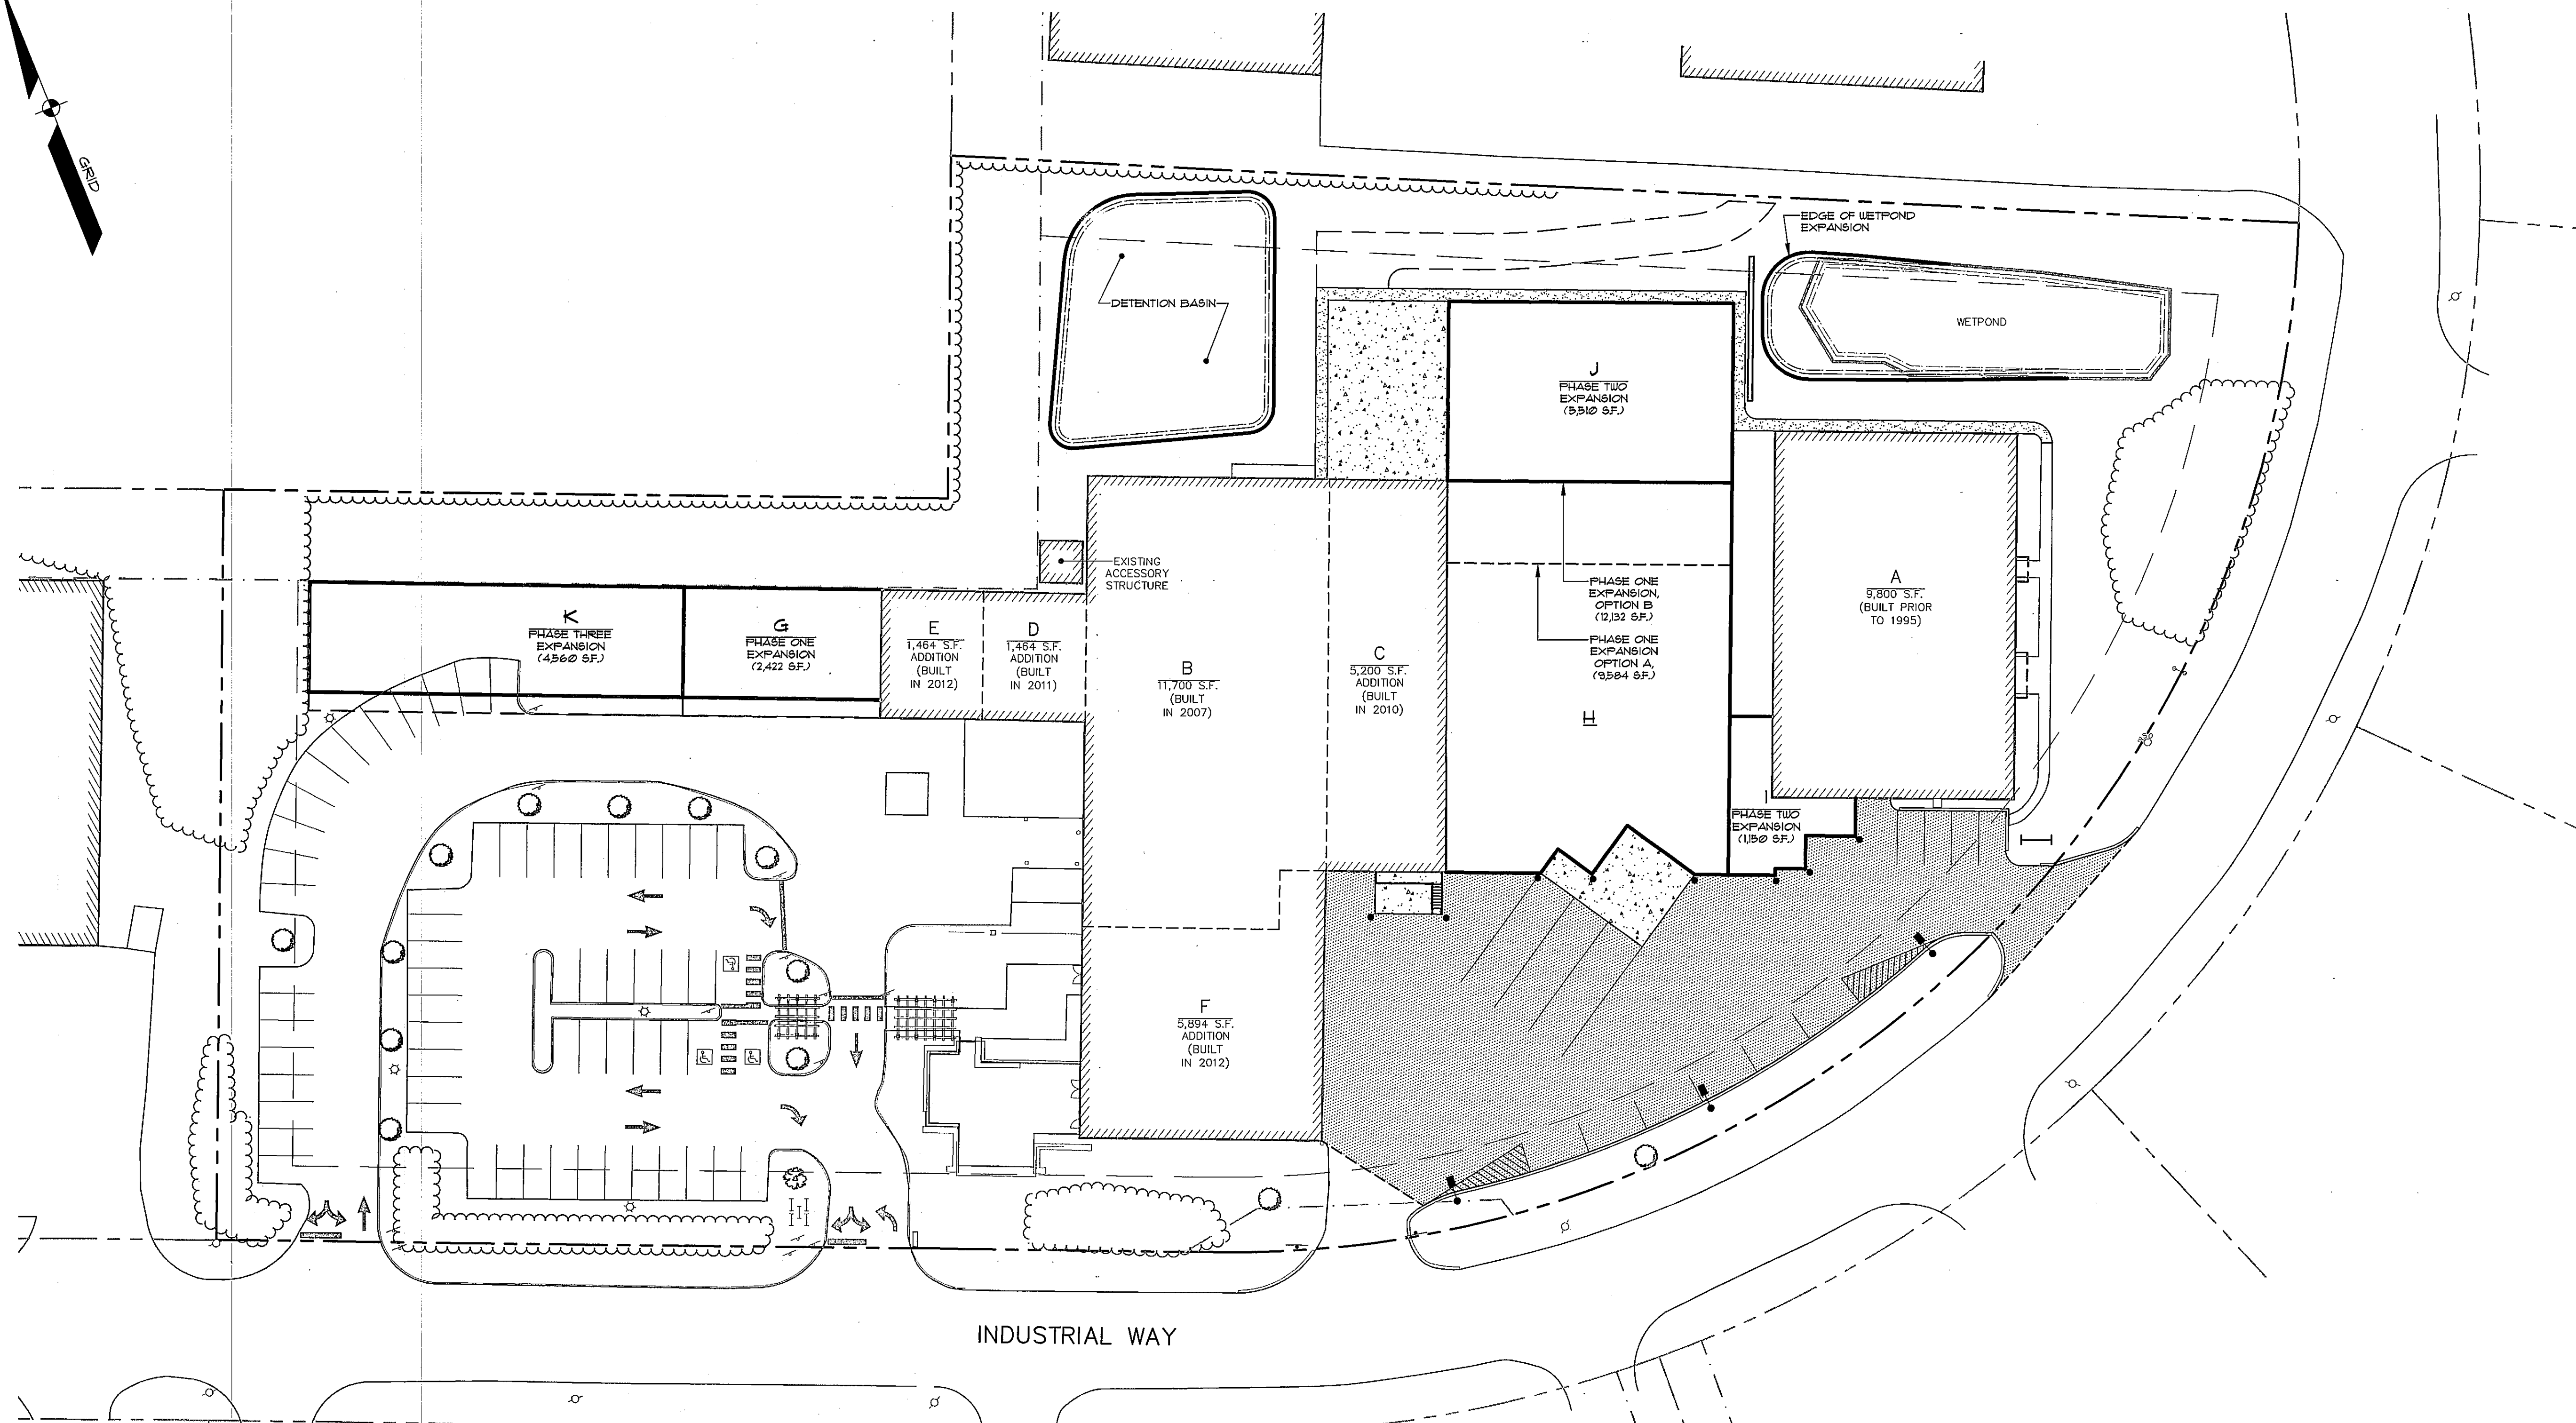 GRID
EDGE OF WETPOND
EXPANSION
DETENTION BASIN
WETPOND
J
PHASE TWO
EXPANSION
(5,510 S.F.)
EXISTING
ACCESSORY
STRUCTURE
PHASE ONE
EXPANSION,
OPTION B
(12,132 S.F.)
PHASE ONE
EXPANSION
OPTION A,
(9,584 S.F.)
H
A
9,800 S.F.
(BUILT PRIOR
TO 1995)
K
PHASE THREE
EXPANSION
(4,560 S.F.)
G
PHASE ONE
EXPANSION
(2,422 S.F.)
E
1,464 S.F.
ADDITION
(BUILT
IN 2012)
D
1,464 S.F.
ADDITION
(BUILT
IN 2011)
B
11,700 S.F.
(BUILT
IN 2007)
C
5,200 S.F.
ADDITION
(BUILT
IN 2010)
I
PHASE TWO
EXPANSION
(1,150 S.F.)
F
5,894 S.F.
ADDITION
(BUILT
IN 2012)
INDUSTRIAL WAY